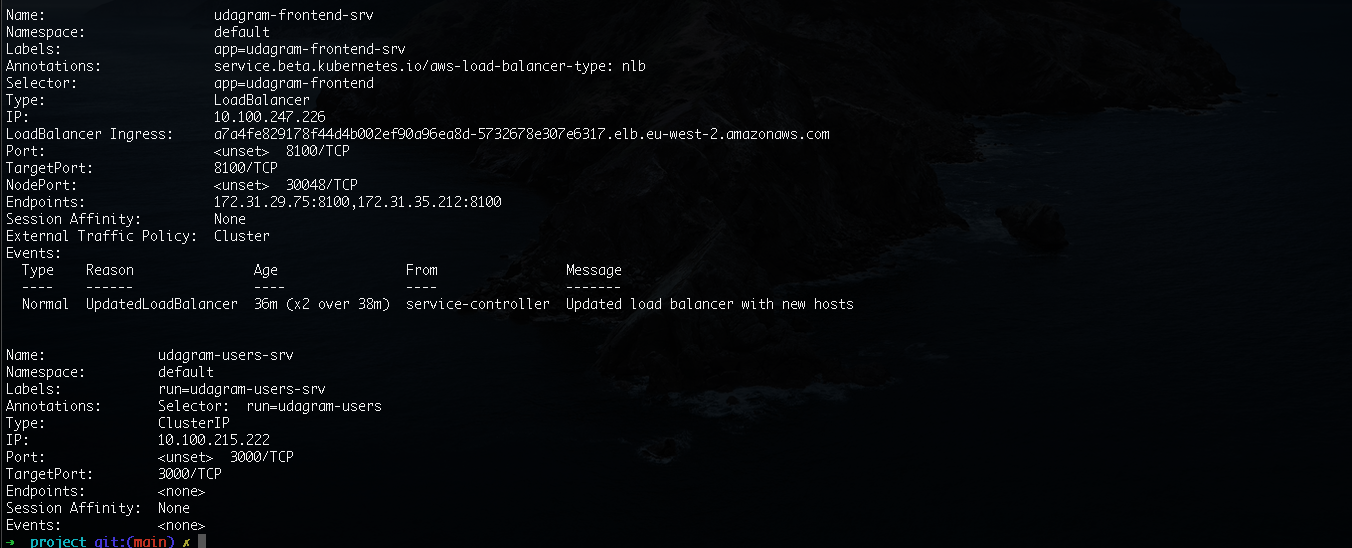 Name:                     udagram-frontend-srv
Namespace:                default
Labels:                   app=udagram-frontend-srv
Annotations:              service.beta.kubernetes.io/aws-load-balancer-type: nlb
Selector:                 app=udagram-frontend
Type:                     LoadBalancer
IP:                       10.100.247.226
LoadBalancer Ingress:     a7a4fe829178f44d4b002ef90a96ea8d-5732678e307e6317.elb.eu-west-2.amazonaws.com
Port:                     <unset>  8100/TCP
TargetPort:               8100/TCP
NodePort:                 <unset>  30048/TCP
Endpoints:                172.31.29.75:8100,172.31.35.212:8100
Session Affinity:         None
External Traffic Policy:  Cluster
Events:
  Type    Reason               Age                From                Message
  ----    ------               ----               ----                -------
  Normal  UpdatedLoadBalancer  36m (x2 over 38m)  service-controller  Updated load balancer with new hosts
Name:              udagram-users-srv
Namespace:         default
Labels:            run=udagram-users-srv
Annotations:       Selector:  run=udagram-users
Type:              ClusterIP
IP:                10.100.215.222
Port:              <unset>  3000/TCP
TargetPort:        3000/TCP
Endpoints:         <none>
Session Affinity:  None
Events:            <none>
➜  project git:(main) ✗